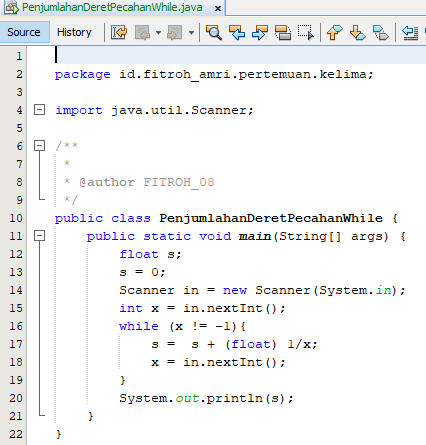 PenjumlahanDeretPecahanWhile.java
Source History
1
2 package id.fitroh_amri.pertemuan.kelima;
3
4 import java.util.Scanner;
5
6 /**
7 *
8 * @author FITROH_08
9 */
10 public class PenjumlahanDeretPecahanWhile {
11 public static void main(String[] args) {
12 float s;
13 s = 0;
14 Scanner in = new Scanner(System.in);
15 int x = in.nextInt();
16 while (x != -1){
17 s =  s + (float) 1/x;
18 x = in.nextInt();
19 }
20 System.out.println(s);
21 }
22 }